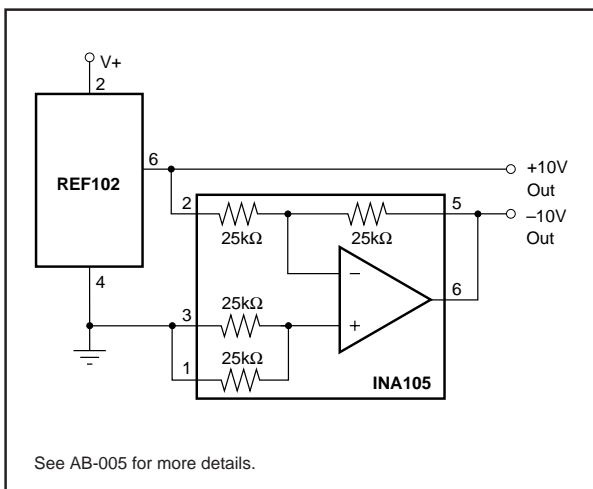 V+
2
6
REF102
+10V
Out
2
5
–10V
Out
25kΩ
25kΩ
–
4
6
25kΩ
3
+
25kΩ
1
INA105
See AB-005 for more details.